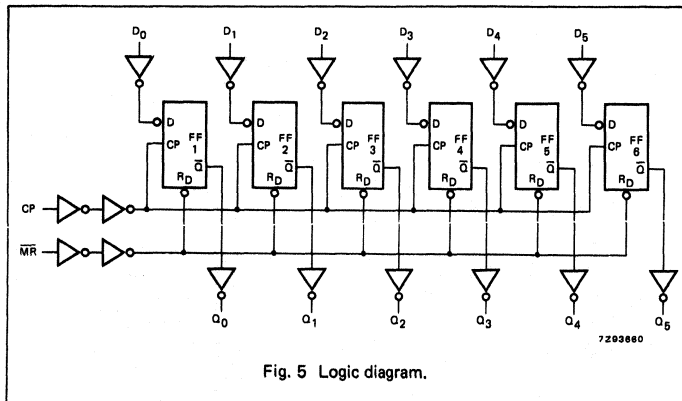 D0 D1 D2 D3 D4 D5
D D D D D D
CP FF 1 CP FF 2 CP FF 3 CP FF 4 CP FF 5 CP FF 6
Q̅ Q̅ Q̅ Q̅ Q̅ Q̅
RD RD RD RD RD RD
CP
M̅R̅
Q0 Q1 Q2 Q3 Q4 Q5
7Z93660
Fig. 5 Logic diagram.